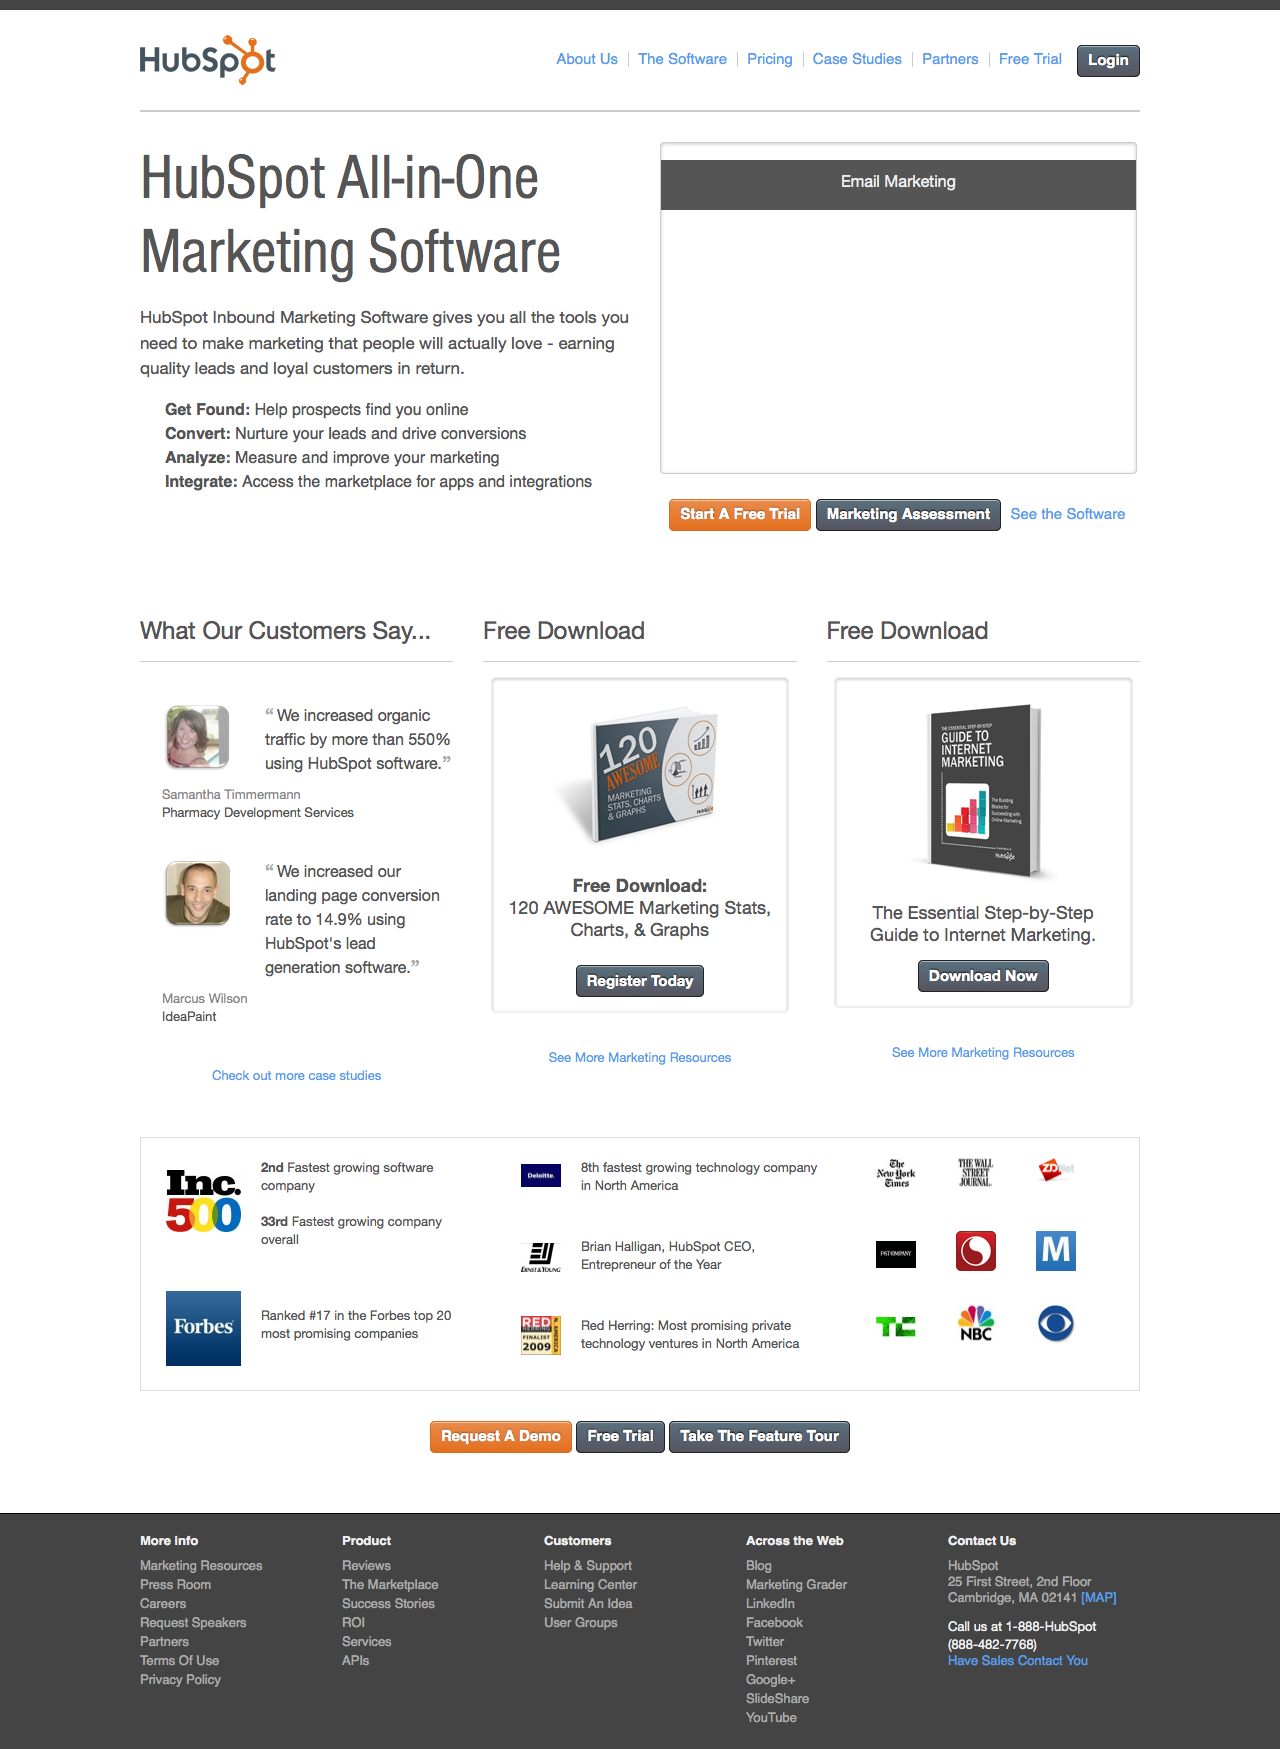 HubSpot
About Us
The Software
Pricing
Case Studies
Partners
Free Trial
Login
HubSpot All-in-One
Marketing Software
HubSpot Inbound Marketing Software gives you all the tools you
need to make marketing that people will actually love - earning
quality leads and loyal customers in return.
Get Found: Help prospects find you online
Convert: Nurture your leads and drive conversions
Analyze: Measure and improve your marketing
Integrate: Access the marketplace for apps and integrations
Email Marketing
Start A Free Trial
Marketing Assessment
See the Software
What Our Customers Say...
“ We increased organic
traffic by more than 550%
using HubSpot software.”
Samantha Timmermann
Pharmacy Development Services
“ We increased our
landing page conversion
rate to 14.9% using
HubSpot's lead
generation software.”
Marcus Wilson
IdeaPaint
Check out more case studies
Free Download
120
AWESOME
MARKETING
STATS, CHARTS
& GRAPHS
HubSpot
Free Download:
120 AWESOME Marketing Stats,
Charts, & Graphs
Register Today
See More Marketing Resources
Free Download
THE ESSENTIAL STEP-BY-STEP
GUIDE TO
INTERNET
MARKETING
The Building
Blocks for
Succeeding with
Online Marketing
HubSpot
The Essential Step-by-Step
Guide to Internet Marketing.
Download Now
See More Marketing Resources
Inc.
500
2nd Fastest growing software
company
33rd Fastest growing company
overall
Forbes
Ranked #17 in the Forbes top 20
most promising companies
Deloitte.
8th fastest growing technology company
in North America
ERNST & YOUNG
Brian Halligan, HubSpot CEO,
Entrepreneur of the Year
RED
HERRING
FINALIST
2009
N. AMERICA
Red Herring: Most promising private
technology ventures in North America
The
New York
Times
THE WALL
STREET
JOURNAL.
ZDNet
FAST COMPANY
M
TC
NBC
Request A Demo
Free Trial
Take The Feature Tour
More info
Marketing Resources
Press Room
Careers
Request Speakers
Partners
Terms Of Use
Privacy Policy
Product
Reviews
The Marketplace
Success Stories
ROI
Services
APIs
Customers
Help & Support
Learning Center
Submit An Idea
User Groups
Across the Web
Blog
Marketing Grader
LinkedIn
Facebook
Twitter
Pinterest
Google+
SlideShare
YouTube
Contact Us
HubSpot
25 First Street, 2nd Floor
Cambridge, MA 02141 [MAP]
Call us at 1-888-HubSpot
(888-482-7768)
Have Sales Contact You